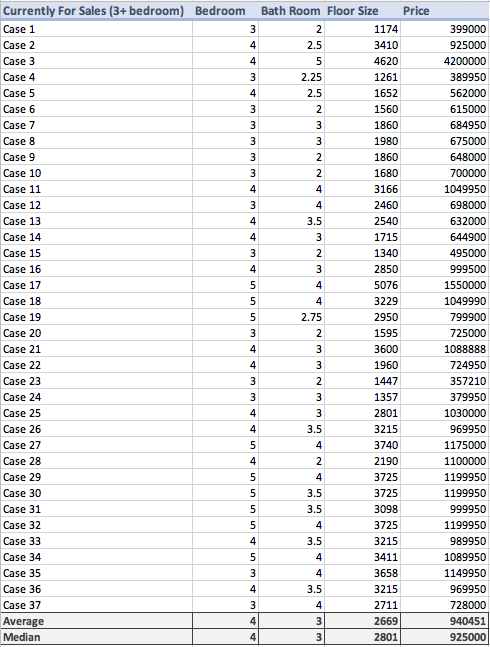 Currently For Sales (3+ bedroom) Bedroom Bath Room Floor Size Price
Case 1 3 2 1174 399000
Case 2 4 2.5 3410 925000
Case 3 4 5 4620 4200000
Case 4 3 2.25 1261 389950
Case 5 4 2.5 1652 562000
Case 6 3 2 1560 615000
Case 7 3 3 1860 684950
Case 8 3 3 1980 675000
Case 9 3 2 1860 648000
Case 10 3 2 1680 700000
Case 11 4 4 3166 1049950
Case 12 3 4 2460 698000
Case 13 4 3.5 2540 632000
Case 14 4 3 1715 644900
Case 15 3 2 1340 495000
Case 16 4 3 2850 999500
Case 17 5 4 5076 1550000
Case 18 5 4 3229 1049990
Case 19 5 2.75 2950 799900
Case 20 3 2 1595 725000
Case 21 4 3 3600 1088888
Case 22 4 3 1960 724950
Case 23 3 2 1447 357210
Case 24 3 3 1357 379950
Case 25 4 3 2801 1030000
Case 26 4 3.5 3215 969950
Case 27 5 4 3740 1175000
Case 28 4 2 2190 1100000
Case 29 5 4 3725 1199950
Case 30 5 3.5 3725 1199950
Case 31 5 3.5 3098 999950
Case 32 5 4 3725 1199950
Case 33 4 3.5 3215 989950
Case 34 5 4 3411 1089950
Case 35 3 4 3658 1149950
Case 36 4 3.5 3215 969950
Case 37 3 4 2711 728000
Average 4 3 2669 940451
Median 4 3 2801 925000